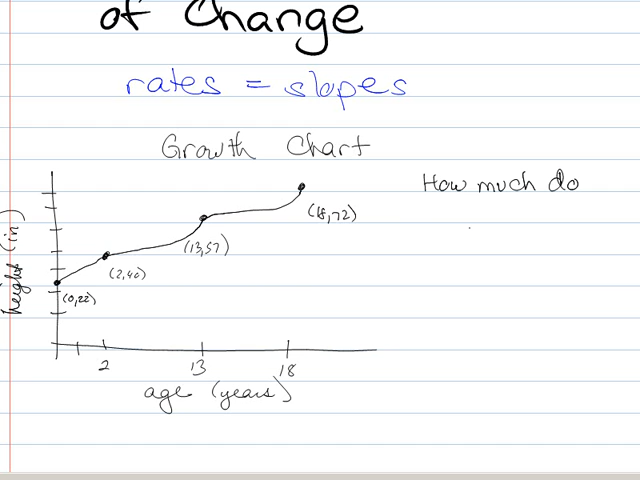 of Change
rates = slopes
Growth Chart
How much do
height (in)
(18,72)
(13,57)
(2,40)
(0,22)
2 13 18
age (years)